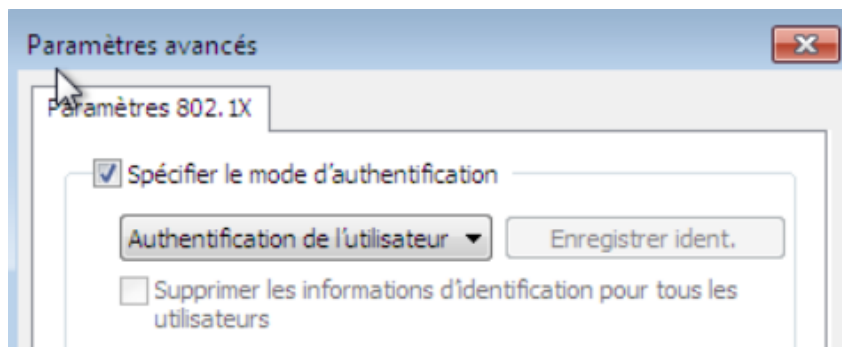 Paramètres avancés
Paramètres 802.1X
Spécifier le mode d'authentification
Authentification de l'utilisateur
Enregistrer ident.
Supprimer les informations d'identification pour tous les
utilisateurs